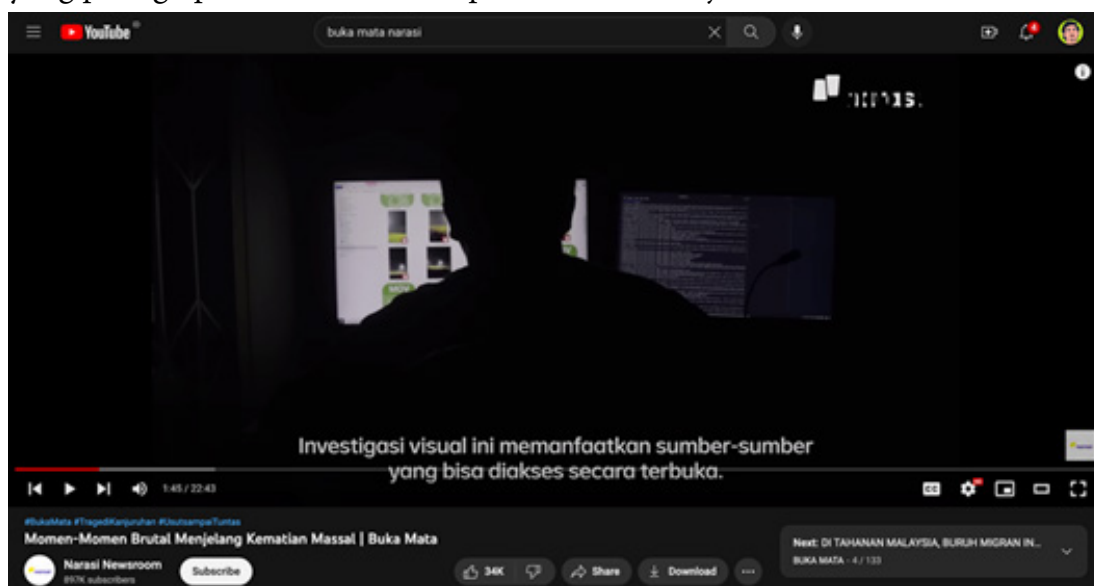 YouTube ID
buka mata narasi
Investigasi visual ini memanfaatkan sumber-sumber
yang bisa diakses secara terbuka.
1:45 / 22:43
CC
#BukaMata #TragediKanjuruhan #UsutsampaiTuntas
Momen-Momen Brutal Menjelang Kematian Massal | Buka Mata
Narasi Newsroom
897K subscribers
Subscribe
34K
Share
Download
Next: DI TAHANAN MALAYSIA, BURUH MIGRAN IN...
BUKA MATA - 4 / 133